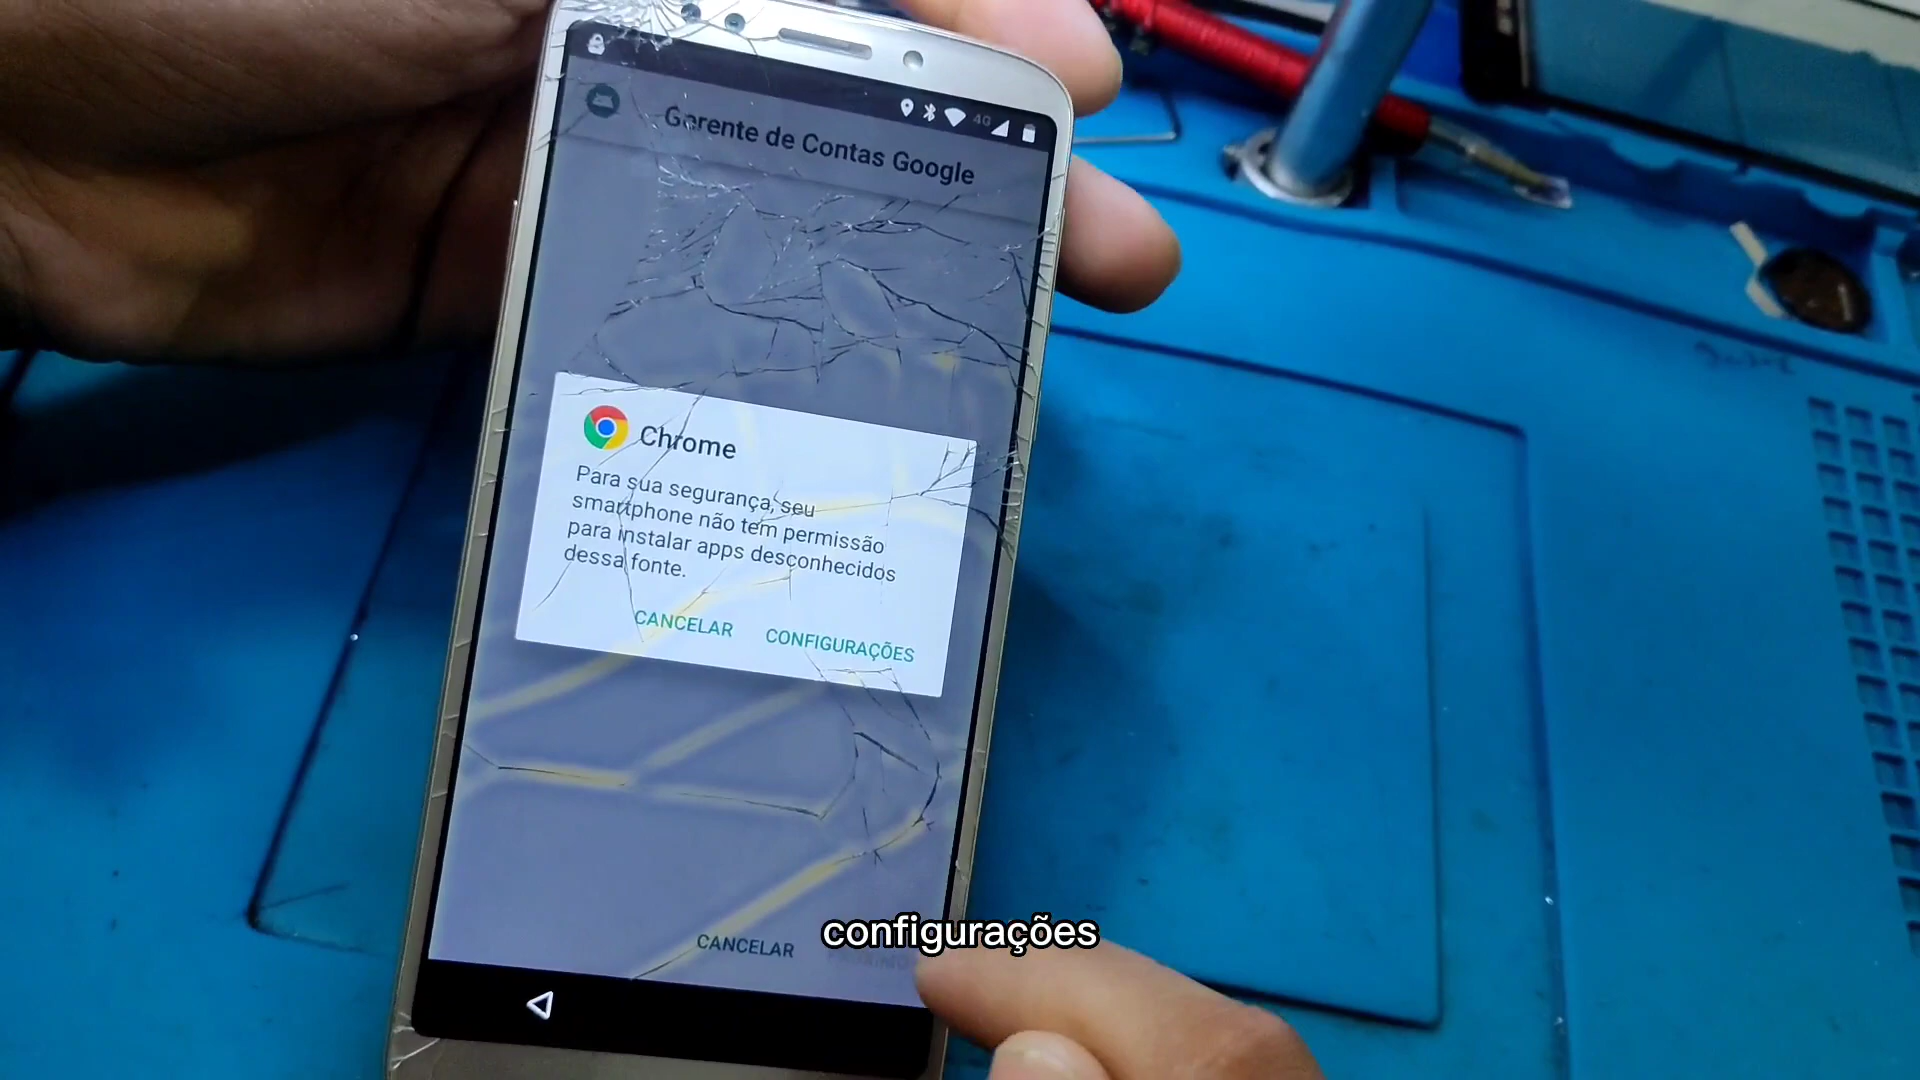 4G
Gerente de Contas Google
Chrome
Para sua segurança, seu
smartphone não tem permissão
para instalar apps desconhecidos
dessa fonte.
CANCELAR CONFIGURAÇÕES
configurações
CANCELAR